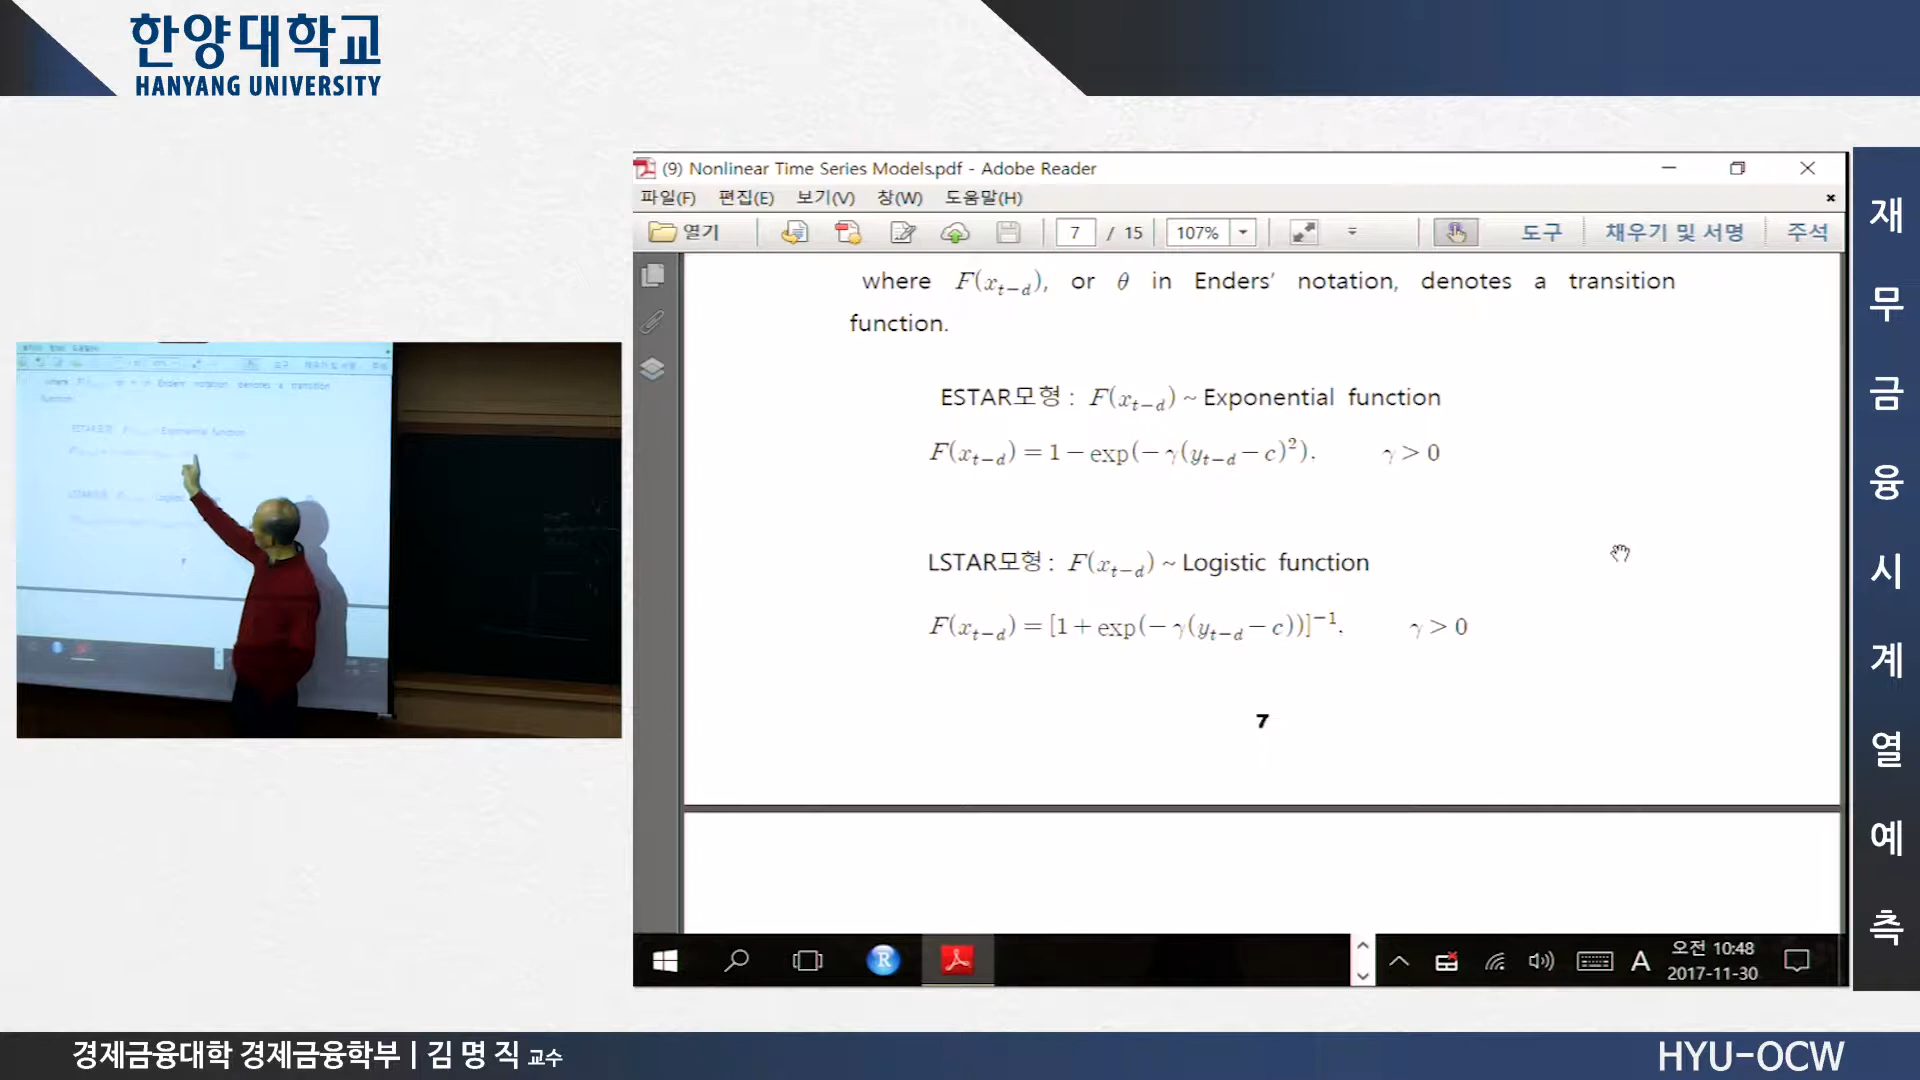 한양대학교
HANYANG UNIVERSITY
(9) Nonlinear Time Series Models.pdf - Adobe Reader
파일(F) 편집(E) 보기(V) 창(W) 도움말(H)
열기 7 / 15 107% 도구 채우기 및 서명 주석
where F(x_{t-d}), or θ in Enders' notation, denotes a transition
function.
ESTAR모형 : F(x_{t-d}) ~ Exponential function
F(x_{t-d}) = 1 - exp(-γ(y_{t-d} - c)^2). γ > 0
LSTAR모형 : F(x_{t-d}) ~ Logistic function
F(x_{t-d}) = [1 + exp(-γ(y_{t-d} - c))]^{-1}. γ > 0
7
A 오전 10:48
2017-11-30
재무금융시계열예측
경제금융대학 경제금융학부 | 김명직 교수
HYU-OCW